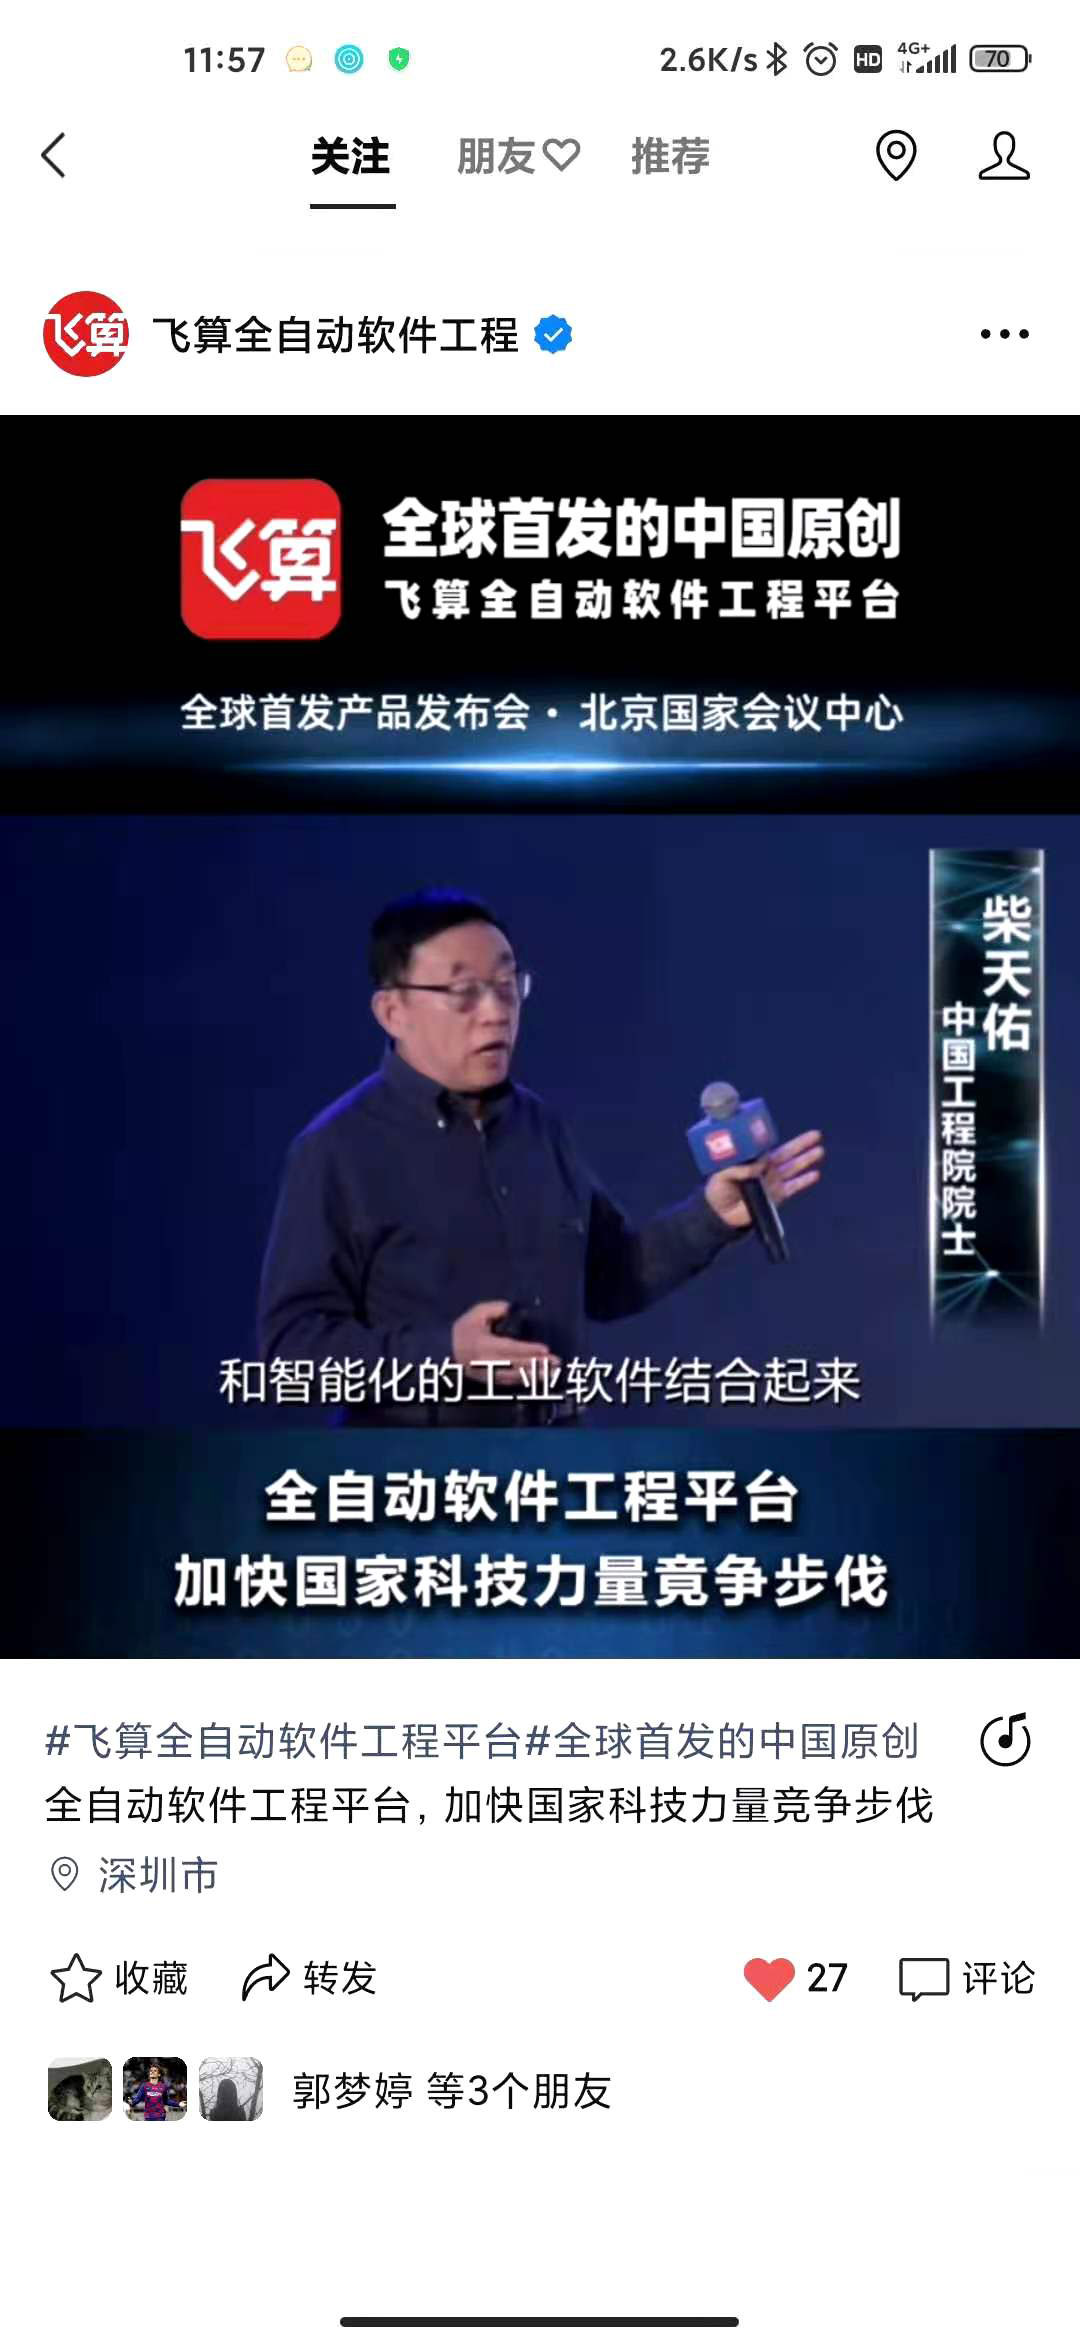 11:57
2.6K/s
HD
4G+
70
关注
朋友
推荐
飞算
飞算全自动软件工程
飞算
全球首发的中国原创
飞算全自动软件工程平台
全球首发产品发布会·北京国家会议中心
柴天佑
中国工程院院士
和智能化的工业软件结合起来
全自动软件工程平台
加快国家科技力量竞争步伐
#飞算全自动软件工程平台#全球首发的中国原创
全自动软件工程平台，加快国家科技力量竞争步伐
深圳市
收藏
转发
27
评论
郭梦婷 等3个朋友